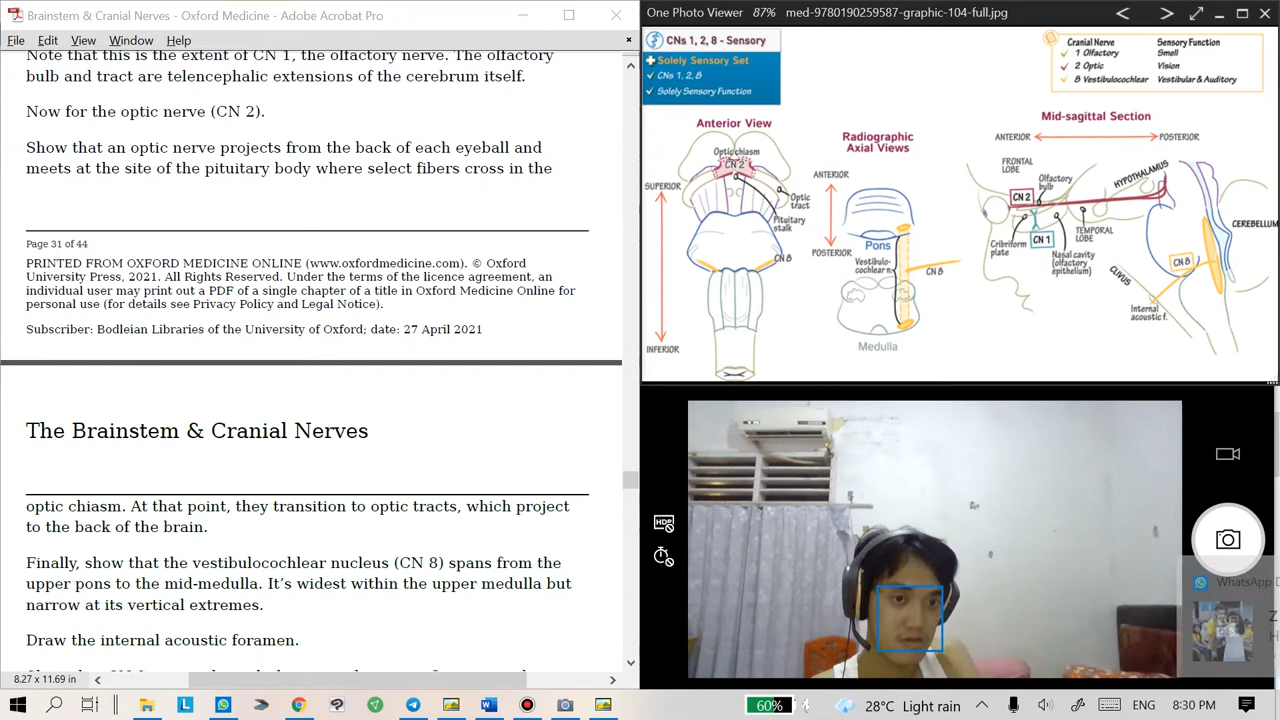 Brainstem & Cranial Nerves - Oxford Medicine - Adobe Acrobat Pro
File Edit View Window Help
Note that this is the extent of CN 1, the olfactory nerve. The olfactory
bulb and tract are telencephalic extensions of the cerebrum itself.
Now for the optic nerve (CN 2).
Show that an optic nerve projects from the back of each eyeball and
meets at the site of the pituitary body where select fibers cross in the
Page 31 of 44
PRINTED FROM OXFORD MEDICINE ONLINE (www.oxfordmedicine.com). © Oxford
University Press, 2021. All Rights Reserved. Under the terms of the licence agreement, an
individual user may print out a PDF of a single chapter of a title in Oxford Medicine Online for
personal use (for details see Privacy Policy and Legal Notice).
Subscriber: Bodleian Libraries of the University of Oxford; date: 27 April 2021
The Brainstem & Cranial Nerves
optic chiasm. At that point, they transition to optic tracts, which project
to the back of the brain.
Finally, show that the vestibulocochlear nucleus (CN 8) spans from the
upper pons to the mid-medulla. It's widest within the upper medulla but
narrow at its vertical extremes.
Draw the internal acoustic foramen.
8.27 x 11.69 in
One Photo Viewer 87% med-9780190259587-graphic-104-full.jpg
CNs 1, 2, 8 - Sensory
Solely Sensory Set
CNs 1, 2, 8
Solely Sensory Function
Cranial Nerve Sensory Function
1 Olfactory Smell
2 Optic Vision
8 Vestibulocochlear Vestibular & Auditory
Anterior View
SUPERIOR
INFERIOR
Optic chiasm
CN 2
Optic
tract
Pituitary
stalk
CN 8
Radiographic
Axial Views
ANTERIOR
POSTERIOR
Pons
Vestibulo-
cochlear n.
CN 8
Medulla
Mid-sagittal Section
ANTERIOR POSTERIOR
FRONTAL
LOBE
Olfactory
bulb
HYPOTHALAMUS
CN 2
CN 1
Cribriform
plate
TEMPORAL
LOBE
Nasal cavity
(olfactory
epithelium)
CLIVUS
CEREBELLUM
CN 8
Internal
acoustic f.
HDR
WhatsApp D
Z
H
60%
28°C Light rain
ENG
8:30 PM